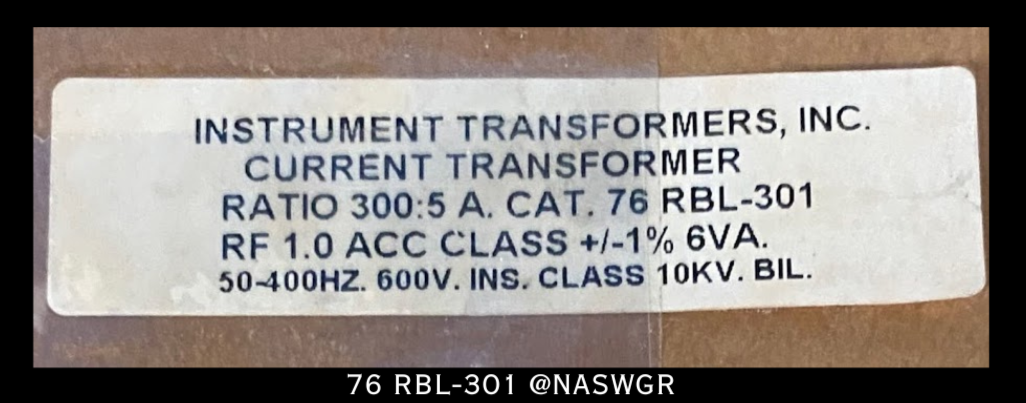 INSTRUMENT TRANSFORMERS, INC.
CURRENT TRANSFORMER
RATIO 300:5 A. CAT. 76 RBL-301
RF 1.0 ACC CLASS +/-1% 6VA.
50-400HZ. 600V. INS. CLASS 10KV. BIL.
76 RBL-301 @NASWGR